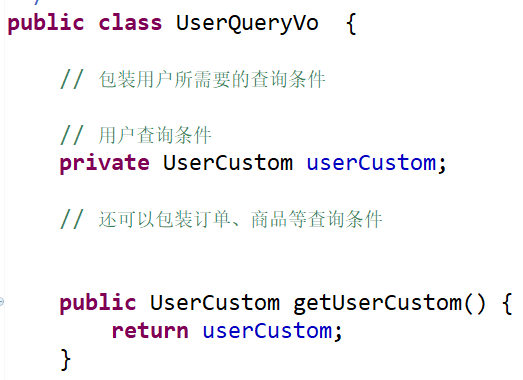 public class UserQueryVo {
// 包装用户所需要的查询条件
// 用户查询条件
private UserCustom userCustom;
// 还可以包装订单、商品等查询条件
public UserCustom getUserCustom() {
return userCustom;
}